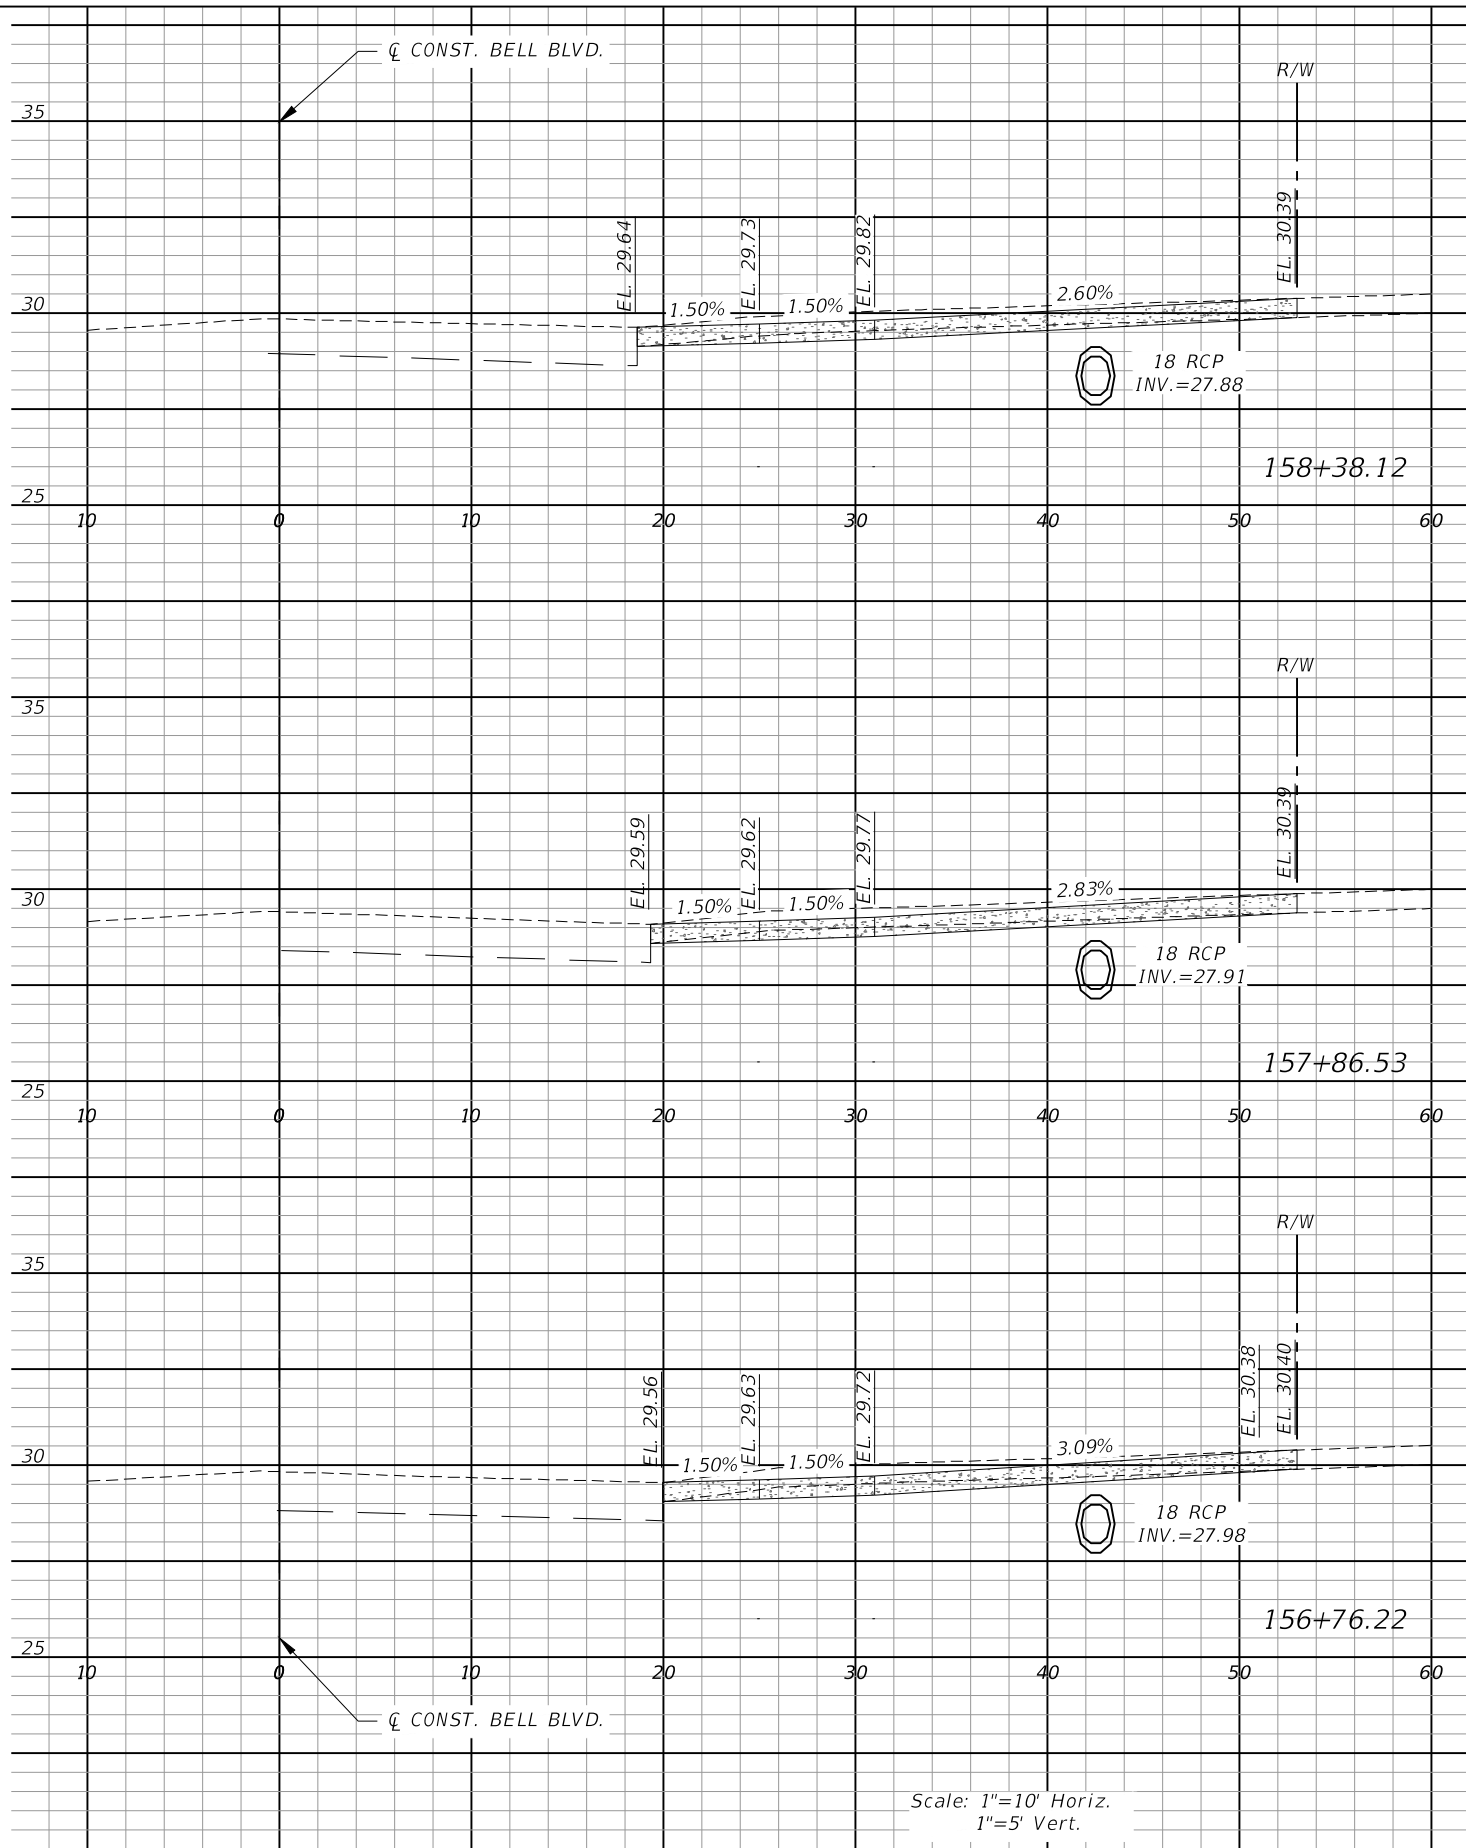 ℄ CONST. BELL BLVD.
R/W
35
EL. 29.64
EL. 29.73
EL. 29.82
EL. 30.39
30
1.50%
1.50%
2.60%
18 RCP
INV.=27.88
158+38.12
25
10 0 10 20 30 40 50 60
R/W
35
EL. 29.59
EL. 29.62
EL. 29.77
EL. 30.39
30
1.50%
1.50%
2.83%
18 RCP
INV.=27.91
157+86.53
25
10 0 10 20 30 40 50 60
R/W
35
EL. 29.56
EL. 29.63
EL. 29.72
EL. 30.38
EL. 30.40
30
1.50%
1.50%
3.09%
18 RCP
INV.=27.98
156+76.22
25
10 0 10 20 30 40 50 60
℄ CONST. BELL BLVD.
Scale: 1"=10' Horiz.
1"=5' Vert.